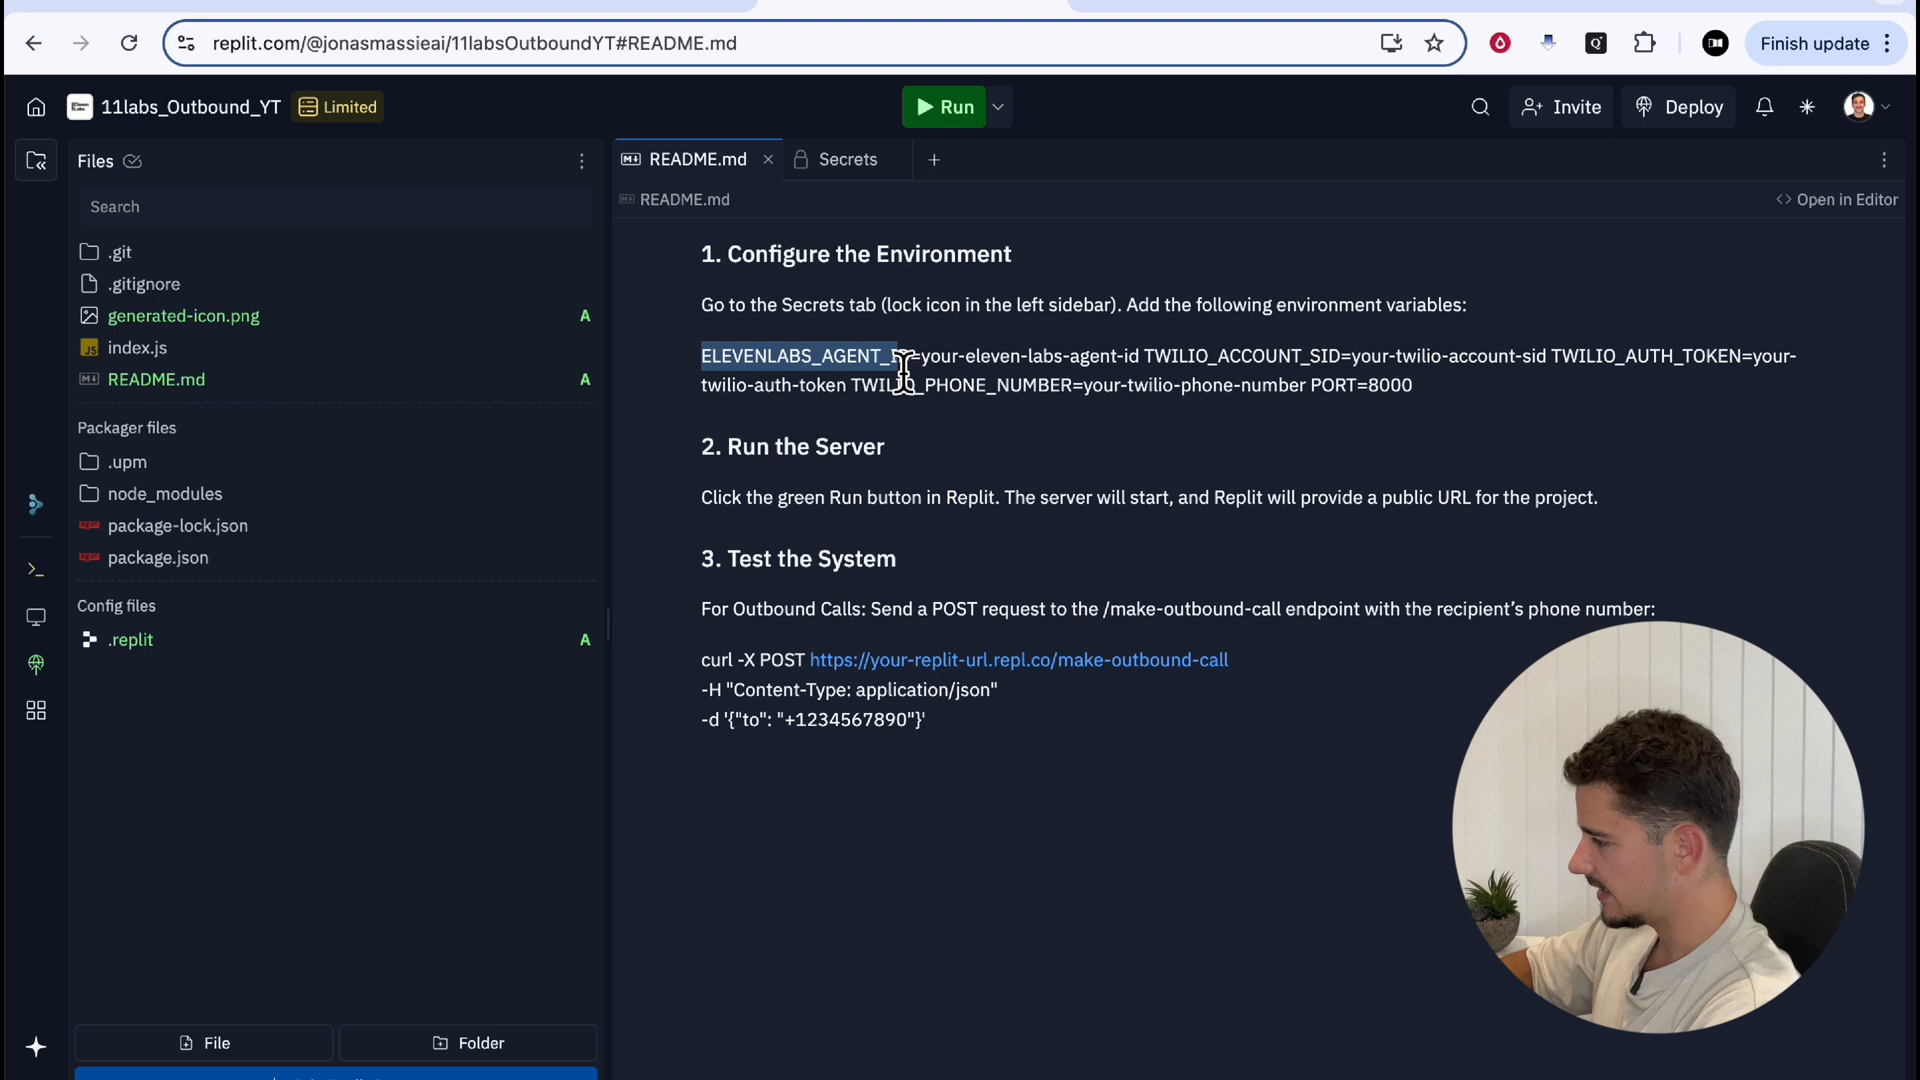 replit.com/@jonasmassieai/11labsOutboundYT#README.md
Finish update
11labs_Outbound_YT
Limited
Run
Invite
Deploy
Files
README.md
Secrets
Search
README.md
Open in Editor
.git
.gitignore
generated-icon.png A
index.js
README.md A
Packager files
.upm
node_modules
package-lock.json
package.json
Config files
.replit A
File
Folder
1. Configure the Environment
Go to the Secrets tab (lock icon in the left sidebar). Add the following environment variables:
ELEVENLABS_AGENT_ID=your-eleven-labs-agent-id TWILIO_ACCOUNT_SID=your-twilio-account-sid TWILIO_AUTH_TOKEN=your-
twilio-auth-token TWILIO_PHONE_NUMBER=your-twilio-phone-number PORT=8000
2. Run the Server
Click the green Run button in Replit. The server will start, and Replit will provide a public URL for the project.
3. Test the System
For Outbound Calls: Send a POST request to the /make-outbound-call endpoint with the recipient’s phone number:
curl -X POST https://your-replit-url.repl.co/make-outbound-call
-H "Content-Type: application/json"
-d '{"to": "+1234567890"}'